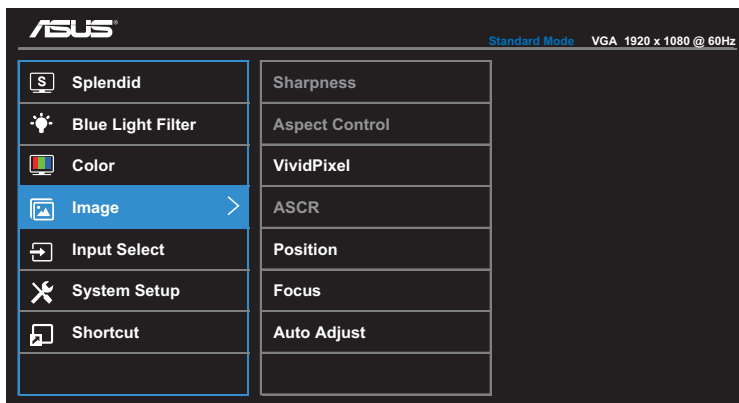 ASUS®
Standard Mode VGA 1920 x 1080 @ 60Hz
S Splendid
Blue Light Filter
Color
Image
Input Select
System Setup
Shortcut
Sharpness
Aspect Control
VividPixel
ASCR
Position
Focus
Auto Adjust